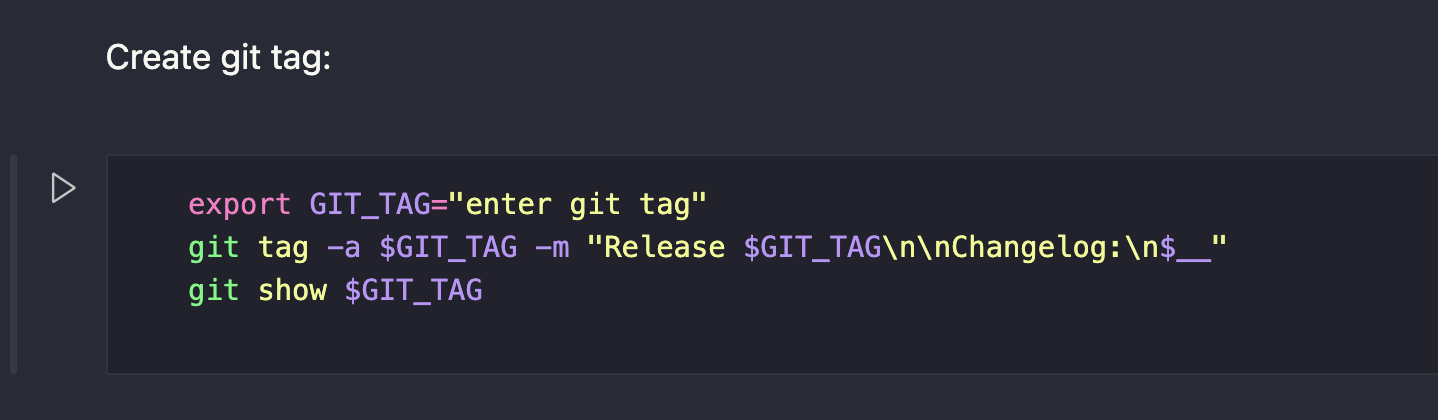 Create git tag:
export GIT_TAG="enter git tag"
git tag -a $GIT_TAG -m "Release $GIT_TAG\n\nChangelog:\n$__"
git show $GIT_TAG